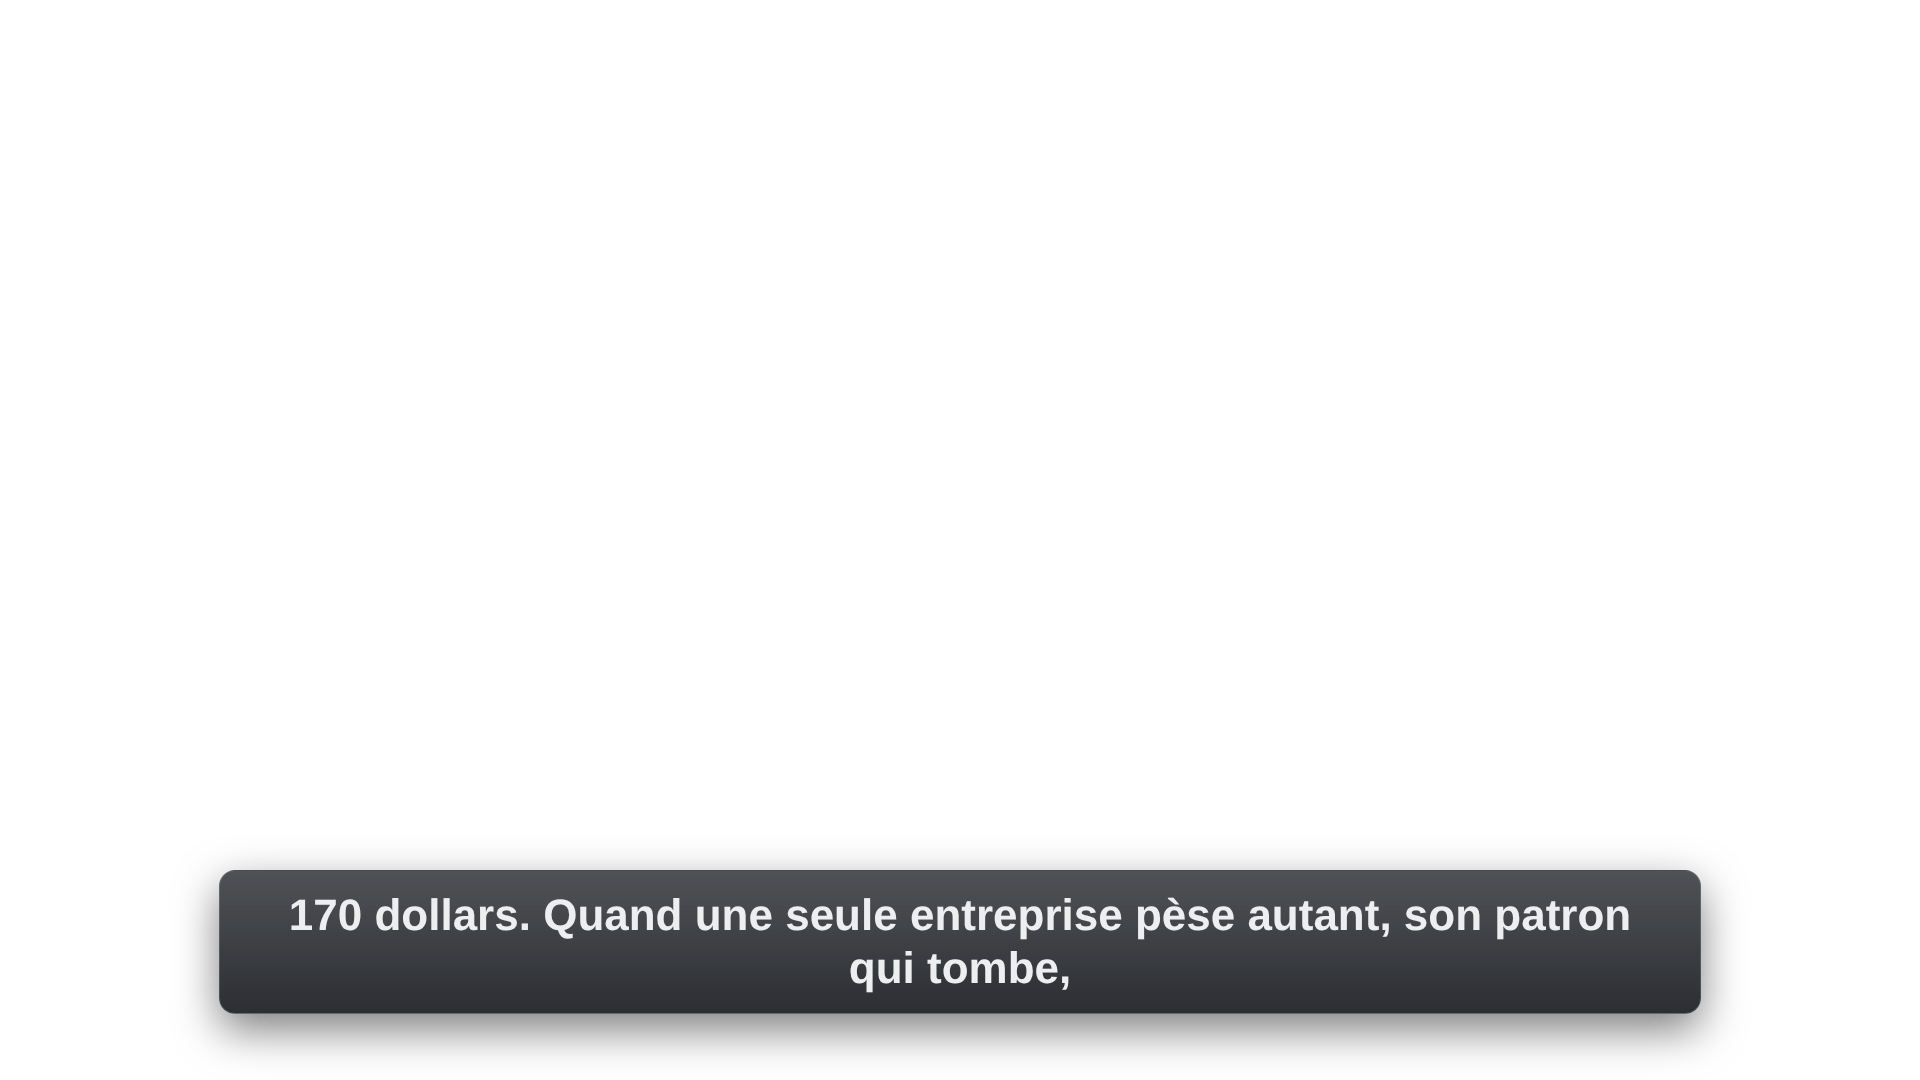 170 dollars. Quand une seule entreprise pèse autant, son patron
qui tombe,